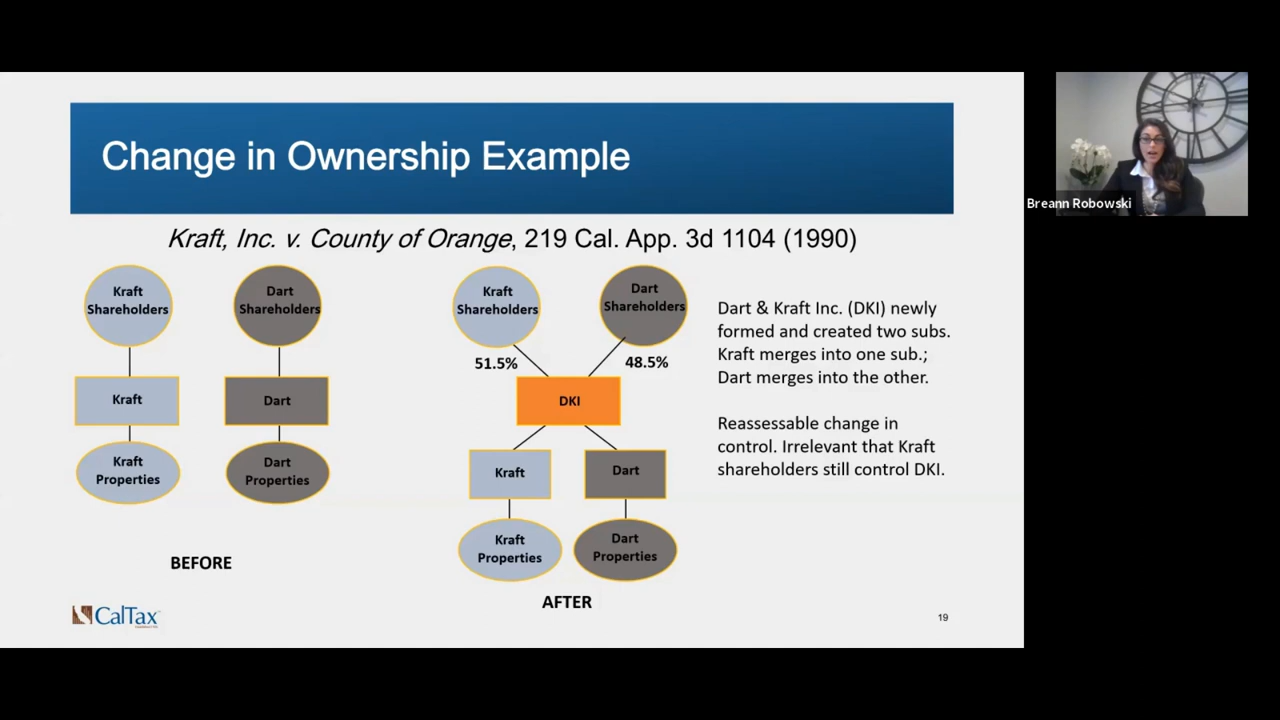 Change in Ownership Example
Kraft, Inc. v. County of Orange, 219 Cal. App. 3d 1104 (1990)
Kraft
Shareholders
Dart
Shareholders
Kraft
Dart
Kraft
Properties
Dart
Properties
BEFORE
Kraft
Shareholders
Dart
Shareholders
51.5%
48.5%
DKI
Kraft
Dart
Kraft
Properties
Dart
Properties
AFTER
Dart & Kraft Inc. (DKI) newly
formed and created two subs.
Kraft merges into one sub.;
Dart merges into the other.
Reassessable change in
control. Irrelevant that Kraft
shareholders still control DKI.
CalTax
19
Breann Robowski